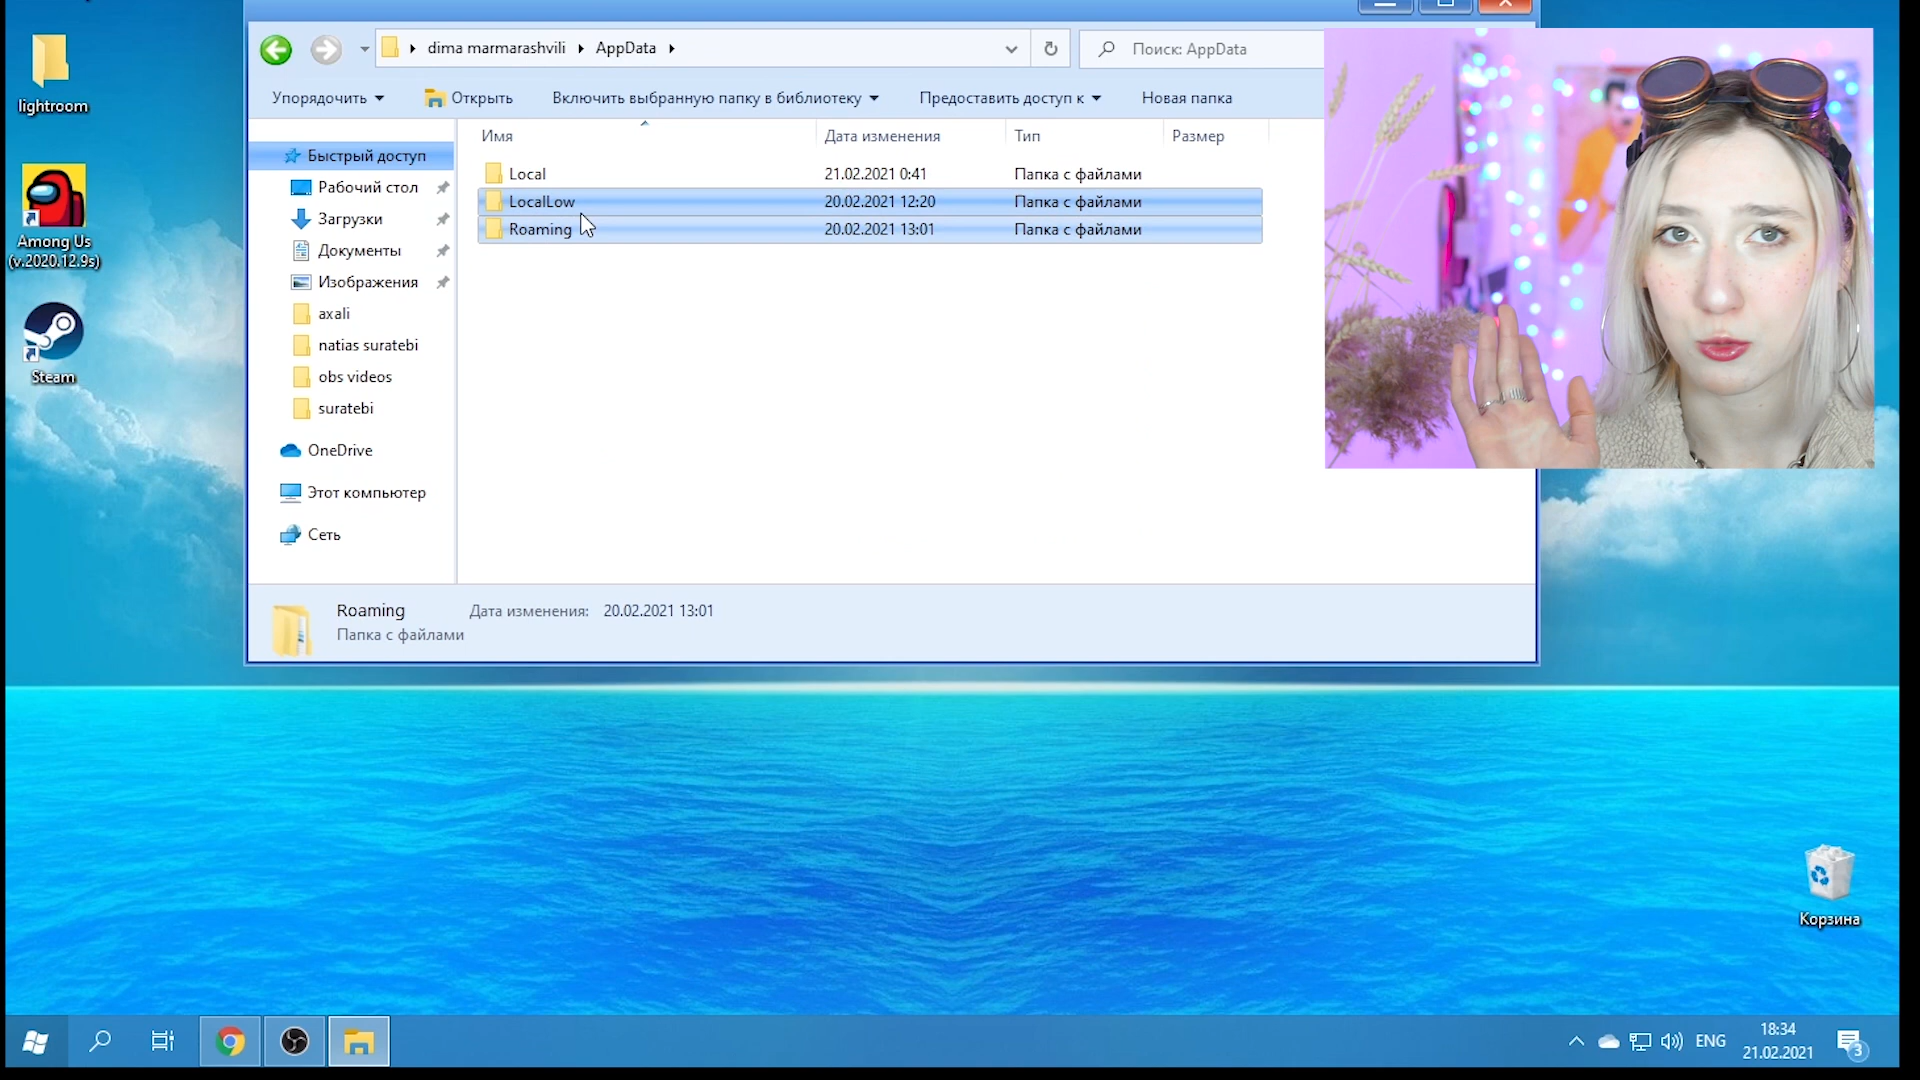 lightroom
Among Us
(v.2020.12.9s)
Steam
dima marmarashvili
AppData
Поиск: AppData
Упорядочить
Открыть
Включить выбранную папку в библиотеку
Предоставить доступ к
Новая папка
Имя
Дата изменения
Тип
Размер
Быстрый доступ
Рабочий стол
Загрузки
Документы
Изображения
axali
natias suratebi
obs videos
suratebi
OneDrive
Этот компьютер
Сеть
Local 21.02.2021 0:41 Папка с файлами
LocalLow 20.02.2021 12:20 Папка с файлами
Roaming 20.02.2021 13:01 Папка с файлами
Roaming Дата изменения: 20.02.2021 13:01
Папка с файлами
Корзина
ENG
18:34
21.02.2021
3